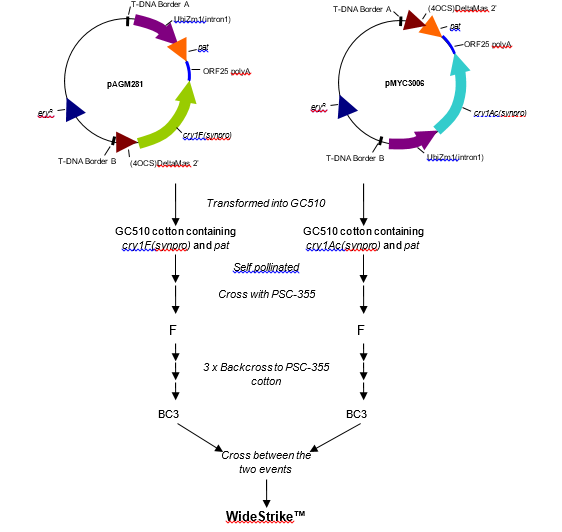 T-DNA Border A
UbiZm1(intron1)
pat
ORF25 polyA
pAGM281
ery^R
cry1F(synpro)
T-DNA Border B
(4OCS)DeltaMas 2'
T-DNA Border A
(4OCS)DeltaMas 2'
pat
ORF25 polyA
pMYC3006
ery^R
cry1Ac(synpro)
T-DNA Border B
UbiZm1(intron1)
Transformed into GC510
GC510 cotton containing
cry1F(synpro) and pat
GC510 cotton containing
cry1Ac(synpro) and pat
Self pollinated
Cross with PSC-355
F
F
3 x Backcross to PSC-355
cotton
BC3
BC3
Cross between the
two events
WideStrike™